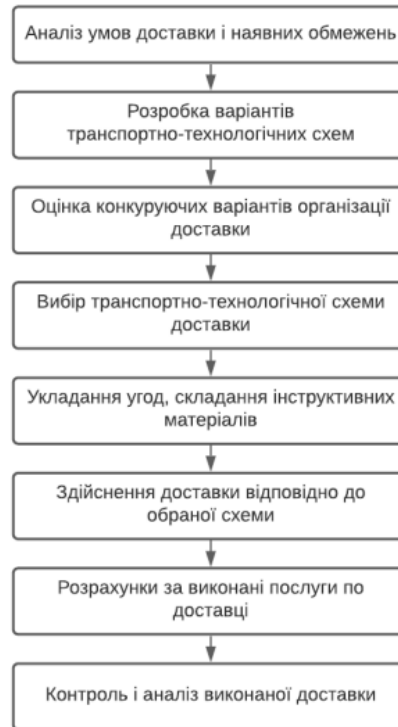 Аналіз умов доставки і наявних обмежень
Розробка варіантів
транспортно-технологічних схем
Оцінка конкуруючих варіантів організації
доставки
Вибір транспортно-технологічної схеми
доставки
Укладання угод, складання інструктивних
матеріалів
Здійснення доставки відповідно до
обраної схеми
Розрахунки за виконані послуги по
доставці
Контроль і аналіз виконаної доставки